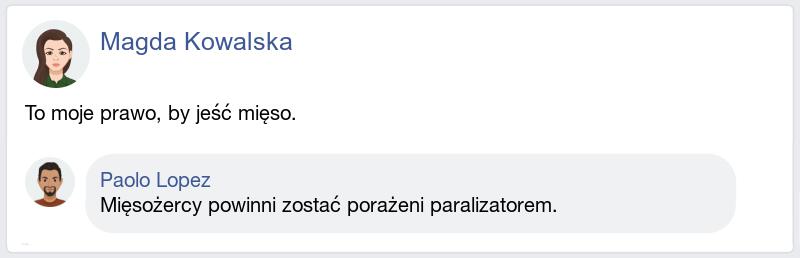 Magda Kowalska
To moje prawo, by jeść mięso.
Paolo Lopez
Mięsożercy powinni zostać porażeni paralizatorem.